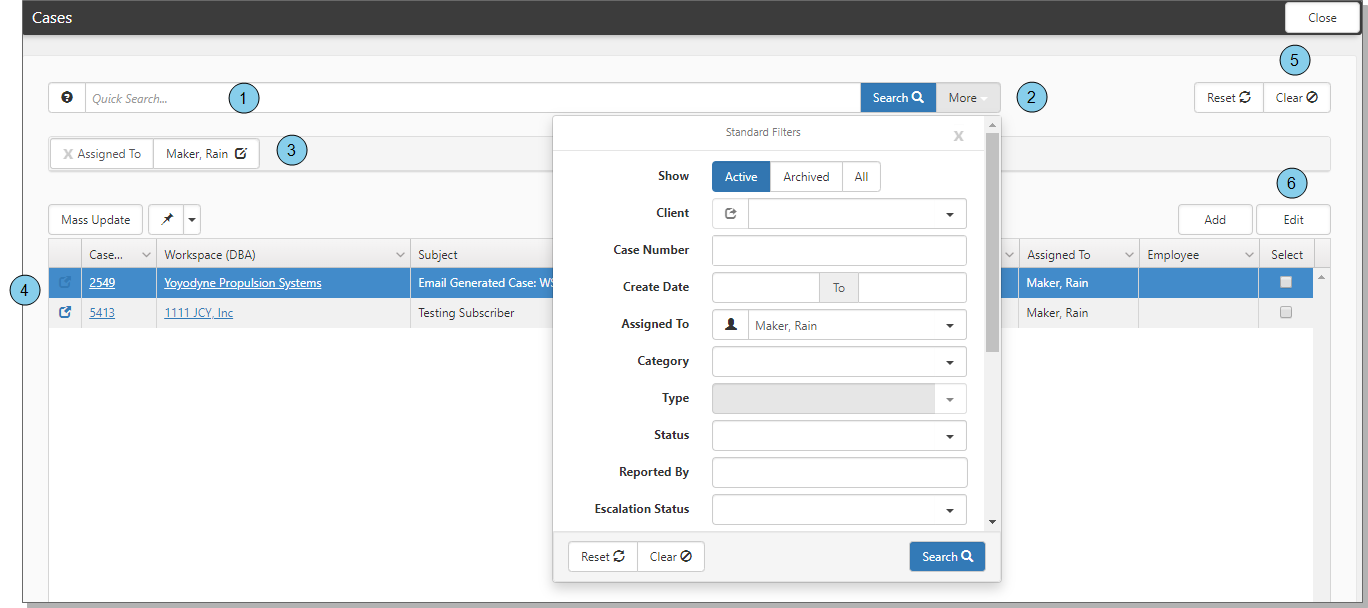 Cases
Close
5
Quick Search...
1
Search
More
2
Reset
Clear
X Assigned To
Maker, Rain
3
Standard Filters
X
Show
Active
Archived
All
Client
Case Number
Create Date
To
Assigned To
Maker, Rain
Category
Type
Status
Reported By
Escalation Status
Reset
Clear
Search
6
Mass Update
Add
Edit
Case...
Workspace (DBA)
Subject
Assigned To
Employee
Select
4
2549
Yoyodyne Propulsion Systems
Email Generated Case: WS
Maker, Rain
5413
1111 JCY, Inc
Testing Subscriber
Maker, Rain